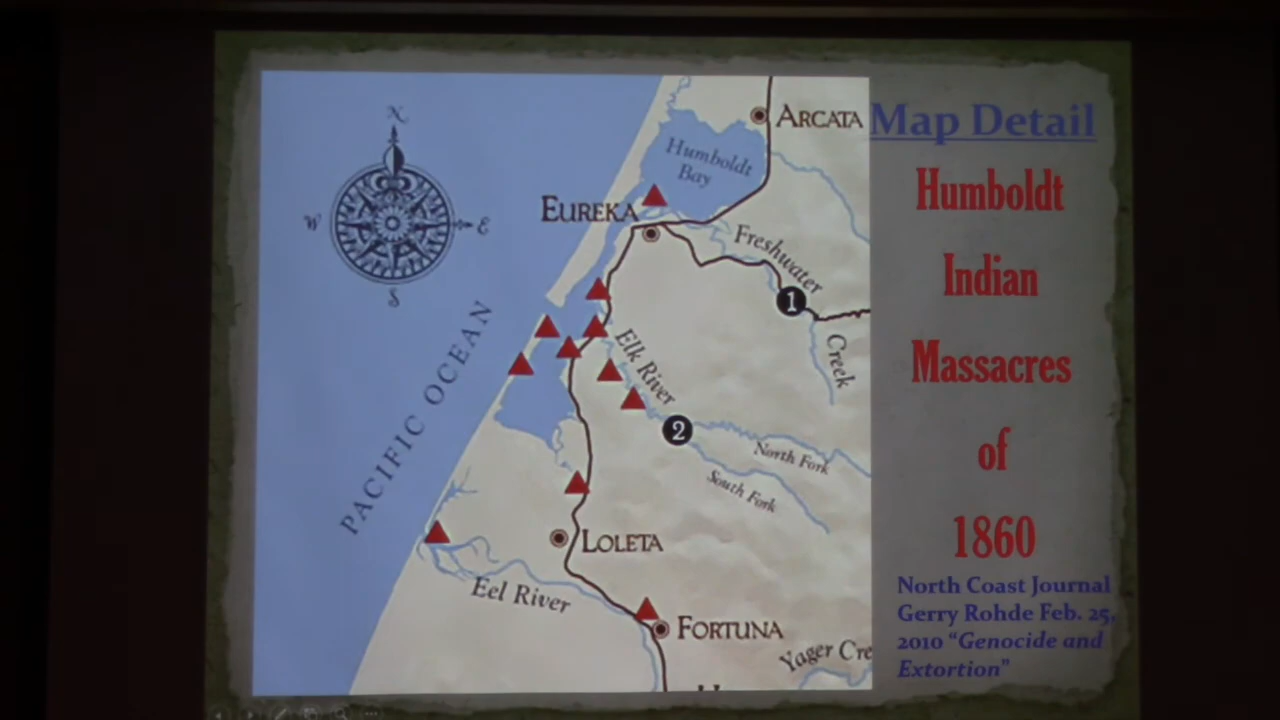 Map Detail
Humboldt
Indian
Massacres
of
1860
North Coast Journal
Gerry Rohde Feb. 25,
2010 "Genocide and
Extortion"
N
W
E
S
ARCATA
Humboldt
Bay
EUREKA
Freshwater
Creek
1
PACIFIC OCEAN
Elk River
2
North Fork
South Fork
LOLETA
Eel River
FORTUNA
Yager Cre